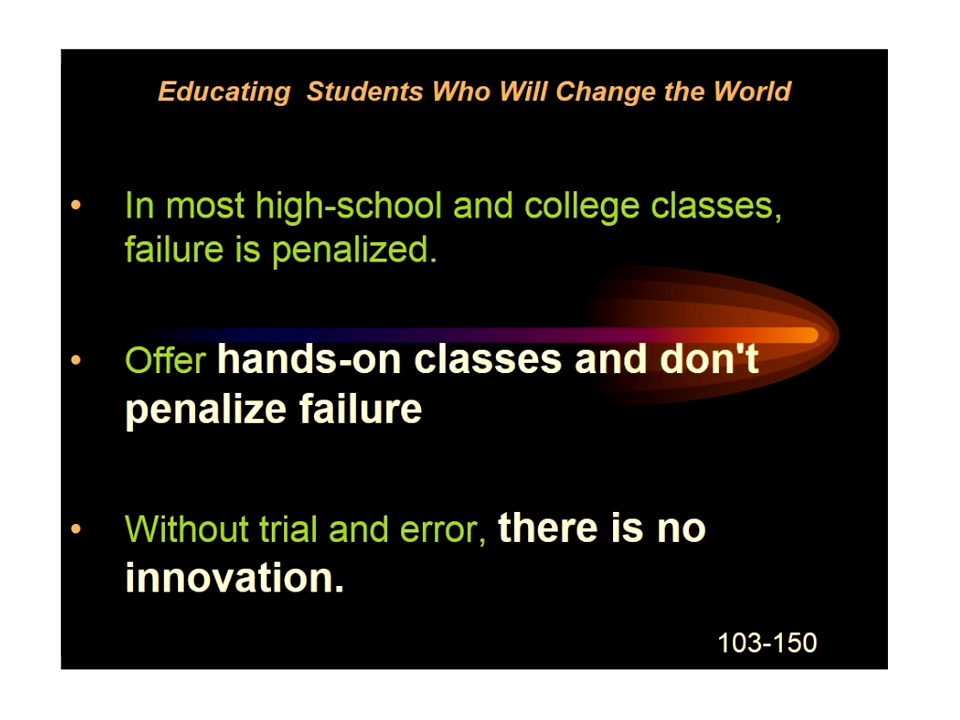 Educating  Students Who Will Change the World
• In most high-school and college classes,
failure is penalized.
• Offer hands-on classes and don't
penalize failure
• Without trial and error, there is no
innovation.
103-150